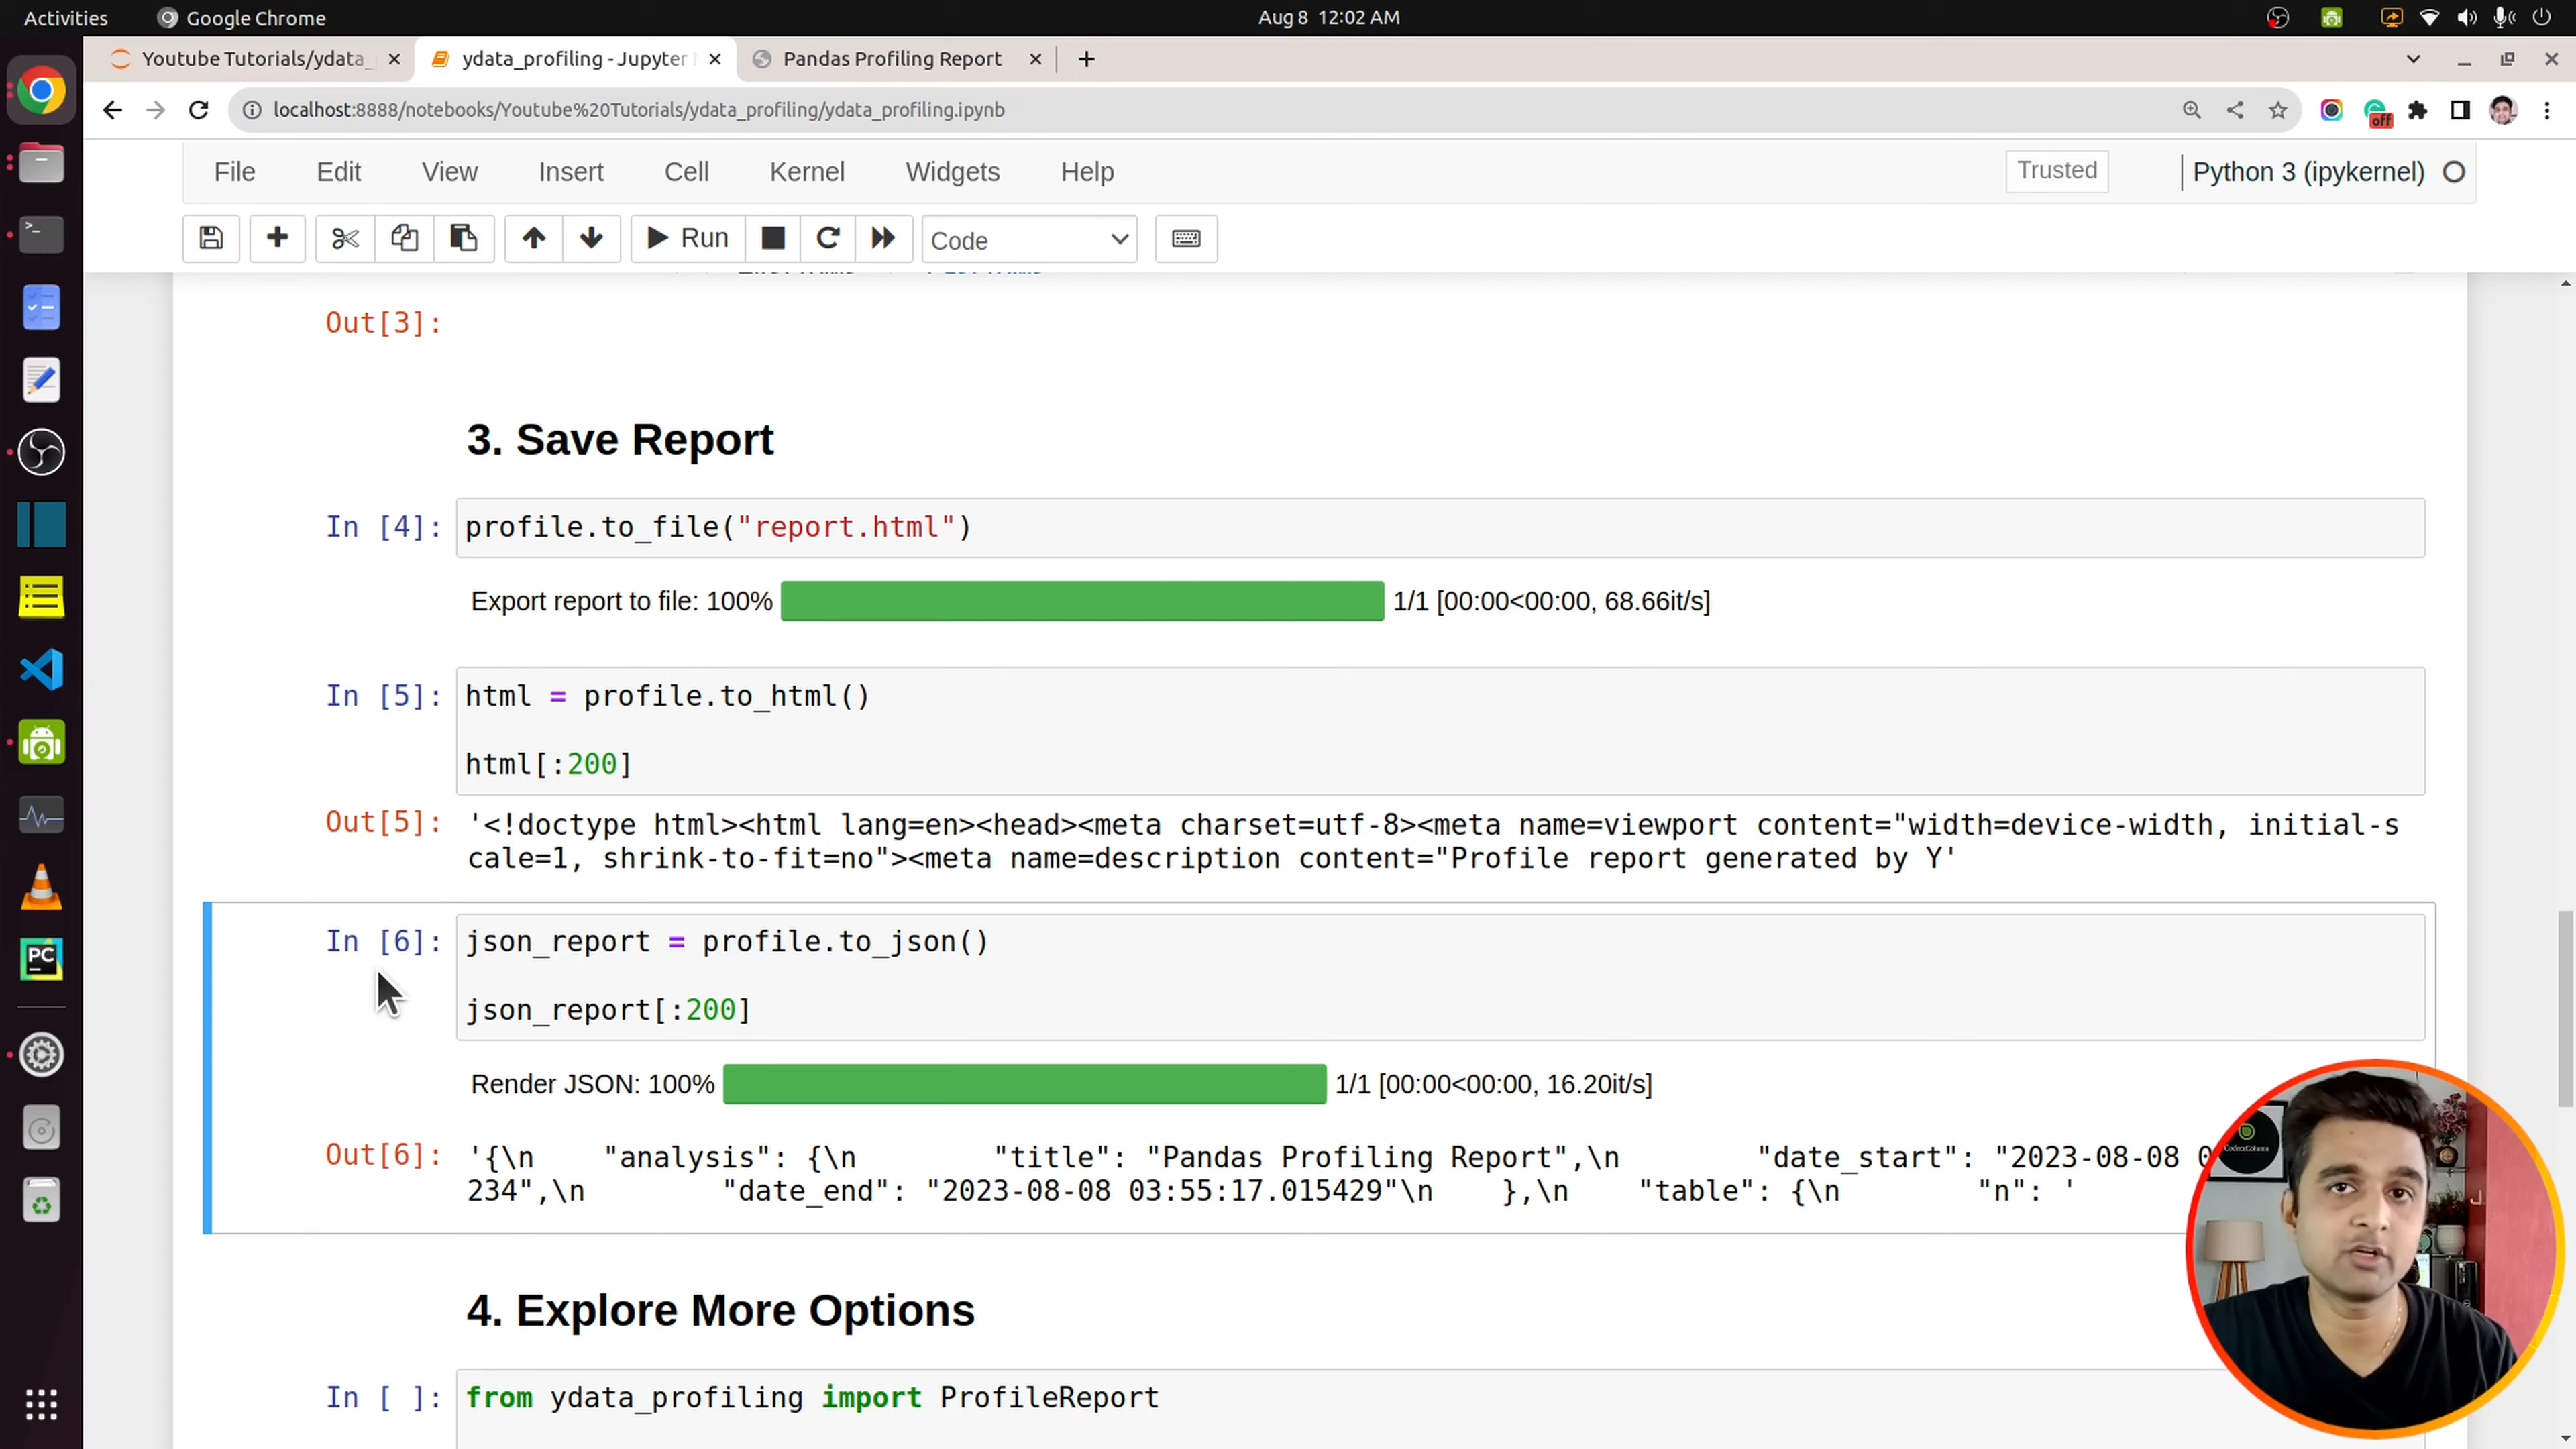 Activities
Google Chrome
Aug 8 12:02 AM
Youtube Tutorials/ydata_
ydata_profiling - Jupyter
Pandas Profiling Report
localhost:8888/notebooks/Youtube%20Tutorials/ydata_profiling/ydata_profiling.ipynb
off
File Edit View Insert Cell Kernel Widgets Help
Trusted
Python 3 (ipykernel)
Run
Code
Out[3]:
3. Save Report
In [4]: profile.to_file("report.html")
Export report to file: 100% 1/1 [00:00<00:00, 68.66it/s]
In [5]: html = profile.to_html()
html[:200]
Out[5]: '<!doctype html><html lang=en><head><meta charset=utf-8><meta name=viewport content="width=device-width, initial-s
cale=1, shrink-to-fit=no"><meta name=description content="Profile report generated by Y'
In [6]: json_report = profile.to_json()
json_report[:200]
Render JSON: 100% 1/1 [00:00<00:00, 16.20it/s]
Out[6]: '{\n    "analysis": {\n        "title": "Pandas Profiling Report",\n        "date_start": "2023-08-08 0
234",\n        "date_end": "2023-08-08 03:55:17.015429"\n    },\n    "table": {\n        "n": '
4. Explore More Options
In [ ]: from ydata_profiling import ProfileReport
PC